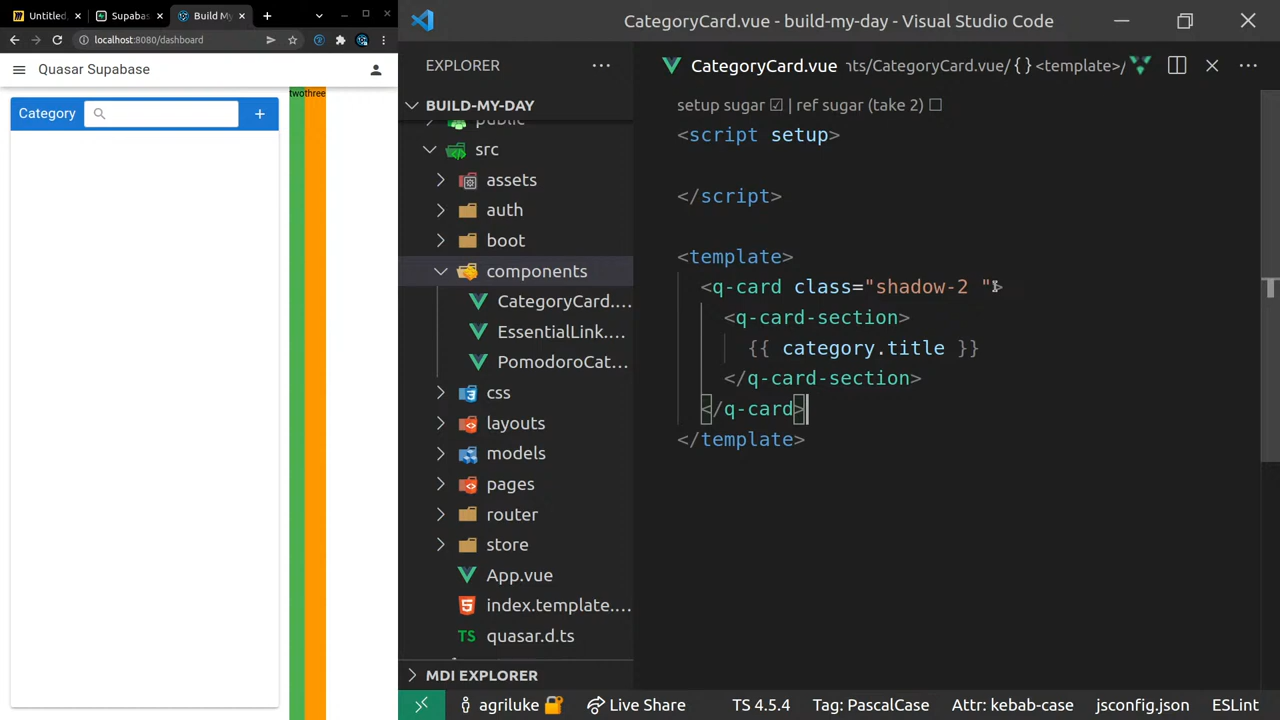 Untitled,
Supabas
Build My
localhost:8080/dashboard
Quasar Supabase
Category
+
two
three
CategoryCard.vue - build-my-day - Visual Studio Code
EXPLORER
BUILD-MY-DAY
public
src
assets
auth
boot
components
CategoryCard....
EssentialLink....
PomodoroCat...
css
layouts
models
pages
router
store
App.vue
index.template....
TS quasar.d.ts
MDI EXPLORER
CategoryCard.vue nts/CategoryCard.vue/ {} <template>/
setup sugar ☑ | ref sugar (take 2) ☐
<script setup>
</script>
<template>
<q-card class="shadow-2 ">
<q-card-section>
{{ category.title }}
</q-card-section>
</q-card>
</template>
agriluke
Live Share
TS 4.5.4
Tag: PascalCase
Attr: kebab-case
jsconfig.json
ESLint